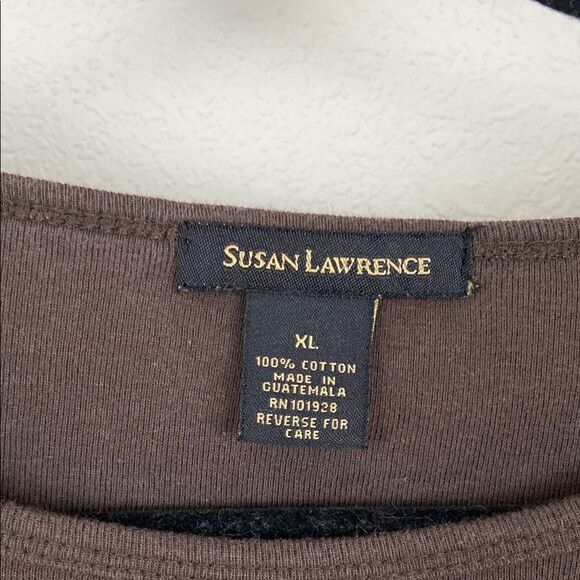 SUSAN LAWRENCE
XL
100% COTTON
MADE IN
GUATEMALA
RN101928
REVERSE FOR
CARE